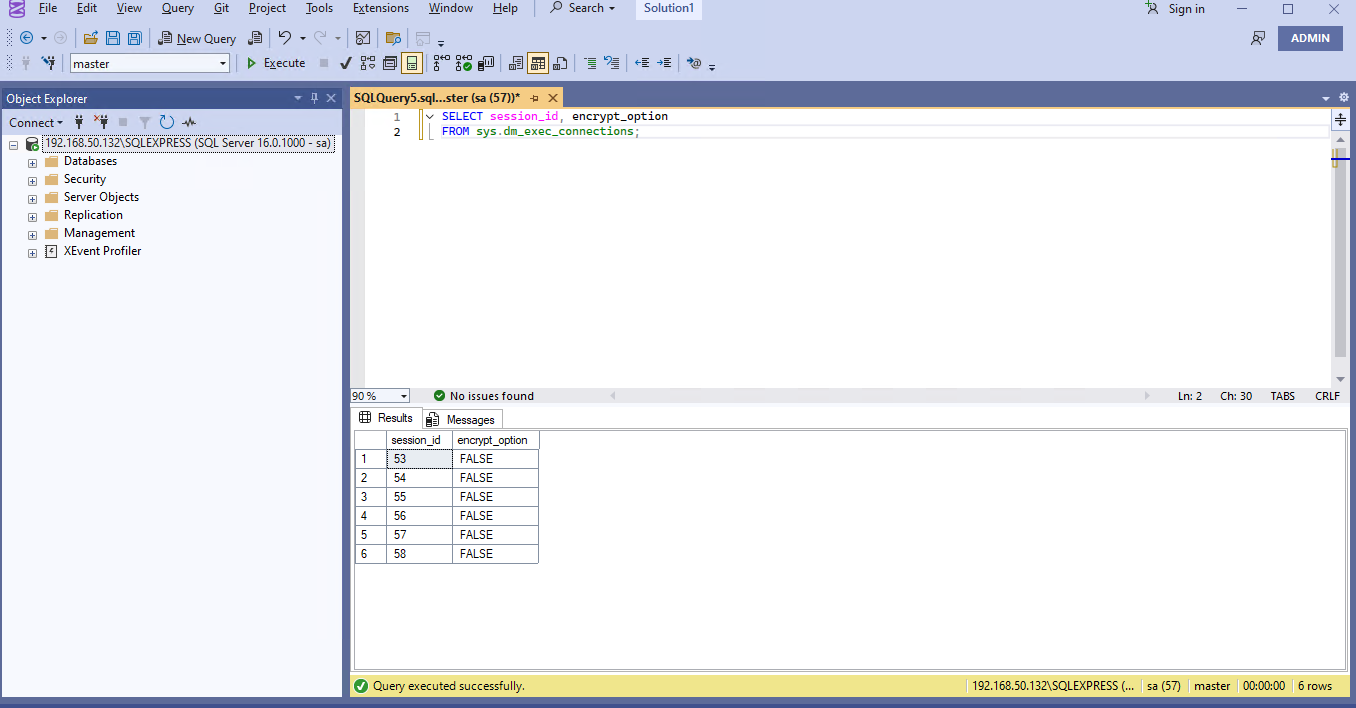 File Edit View Query Git Project Tools Extensions Window Help Search Solution1 Sign in
New Query ADMIN
master Execute
Object Explorer
Connect
192.168.50.132\SQLEXPRESS (SQL Server 16.0.1000 - sa)
Databases
Security
Server Objects
Replication
Management
XEvent Profiler
SQLQuery5.sql...ster (sa (57))*
1 SELECT session_id, encrypt_option
2 FROM sys.dm_exec_connections;
90 % No issues found Ln: 2 Ch: 30 TABS CRLF
Results Messages
session_id encrypt_option
1 53 FALSE
2 54 FALSE
3 55 FALSE
4 56 FALSE
5 57 FALSE
6 58 FALSE
Query executed successfully. 192.168.50.132\SQLEXPRESS (... sa (57) master 00:00:00 6 rows